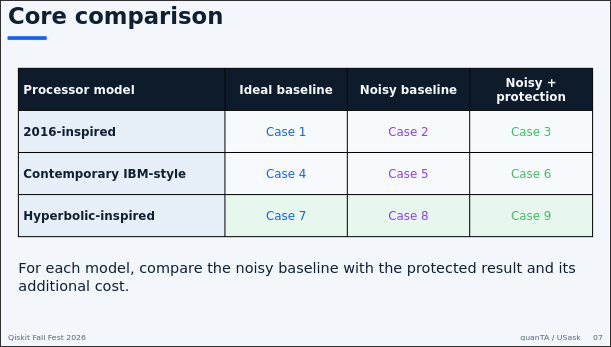 Core comparison
Processor model Ideal baseline Noisy baseline Noisy +
protection
2016-inspired Case 1 Case 2 Case 3
Contemporary IBM-style Case 4 Case 5 Case 6
Hyperbolic-inspired Case 7 Case 8 Case 9
For each model, compare the noisy baseline with the protected result and its
additional cost.
Qiskit Fall Fest 2026 quanTA / USask 07